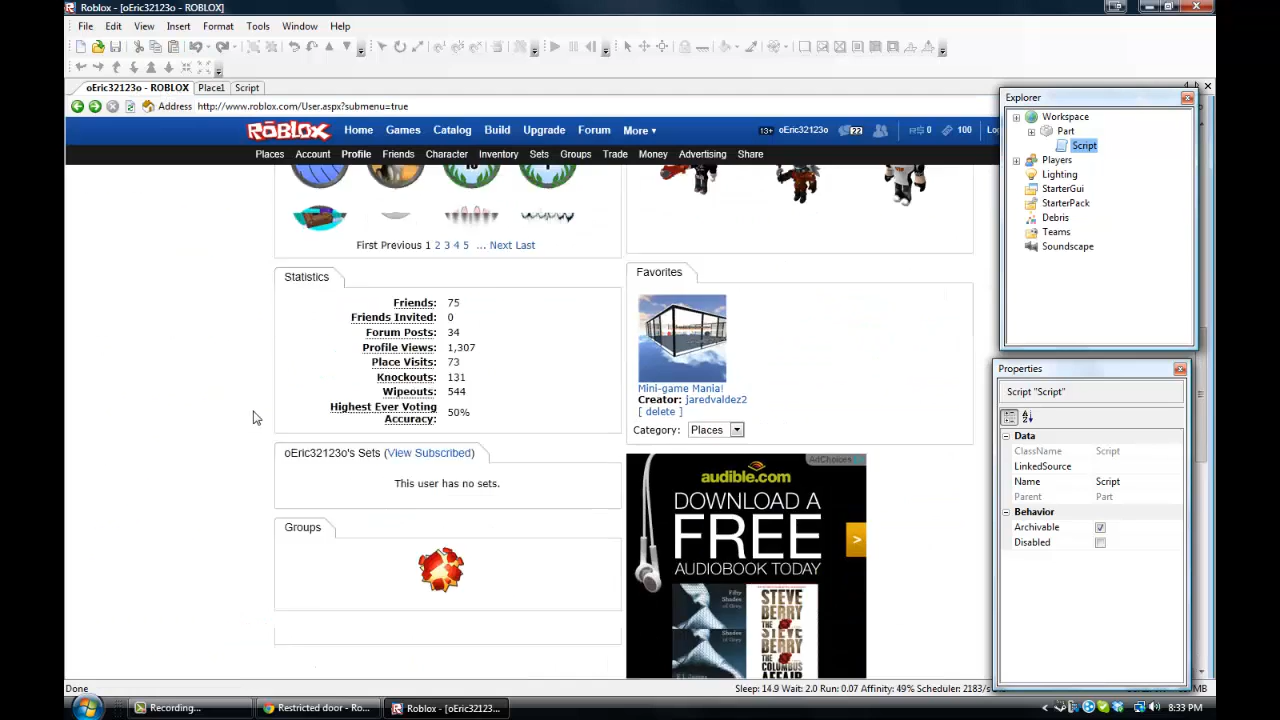 Roblox - [oEric32123o - ROBLOX]
File Edit View Insert Format Tools Window Help
oEric32123o - ROBLOX Place1 Script
Address http://www.roblox.com/User.aspx?submenu=true
ROBLOX Home Games Catalog Build Upgrade Forum More 13+ oEric32123o 22 R$ 0 100
Places Account Profile Friends Character Inventory Sets Groups Trade Money Advertising Share
First Previous 1 2 3 4 5 ... Next Last
Statistics
Friends: 75
Friends Invited: 0
Forum Posts: 34
Profile Views: 1,307
Place Visits: 73
Knockouts: 131
Wipeouts: 544
Highest Ever Voting
Accuracy: 50%
oEric32123o's Sets (View Subscribed)
This user has no sets.
Groups
Favorites
Mini-game Mania!
Creator: jaredvaldez2
[ delete ]
Category: Places
AdChoices
audible.com
DOWNLOAD A
FREE
AUDIOBOOK TODAY
>
Fifty
Shades
of Grey
STEVE
BERRY
THE
COLUMBUS
AFFAIR
Explorer
Workspace
Part
Script
Players
Lighting
StarterGui
StarterPack
Debris
Teams
Soundscape
Properties
Script "Script"
Data
ClassName Script
LinkedSource
Name Script
Parent Part
Behavior
Archivable
Disabled
Done
Sleep: 14.9 Wait: 2.0 Run: 0.07 Affinity: 49% Scheduler: 2183/s
Recording... Restricted door - Ro... Roblox - [oEric32123... 8:33 PM